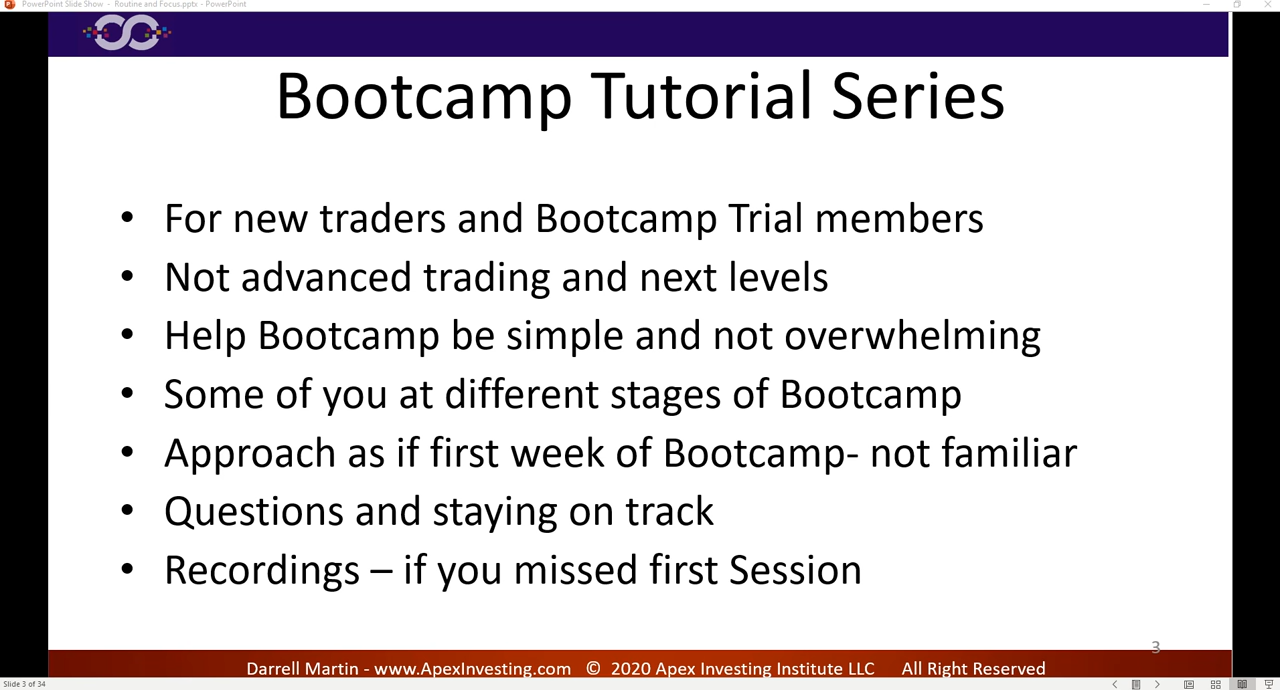 PowerPoint Slide Show - Routine and Focus.pptx - PowerPoint
Bootcamp Tutorial Series
• For new traders and Bootcamp Trial members
• Not advanced trading and next levels
• Help Bootcamp be simple and not overwhelming
• Some of you at different stages of Bootcamp
• Approach as if first week of Bootcamp- not familiar
• Questions and staying on track
• Recordings – if you missed first Session
3
Darrell Martin - www.ApexInvesting.com © 2020 Apex Investing Institute LLC All Right Reserved
Slide 3 of 34